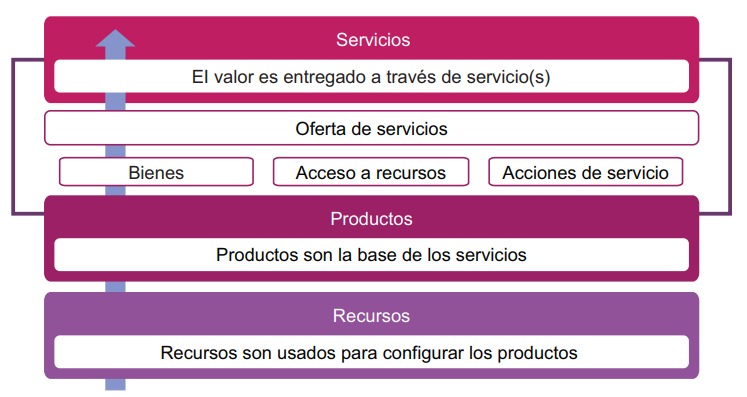 Servicios
El valor es entregado a través de servicio(s)
Oferta de servicios
Bienes
Acceso a recursos
Acciones de servicio
Productos
Productos son la base de los servicios
Recursos
Recursos son usados para configurar los productos